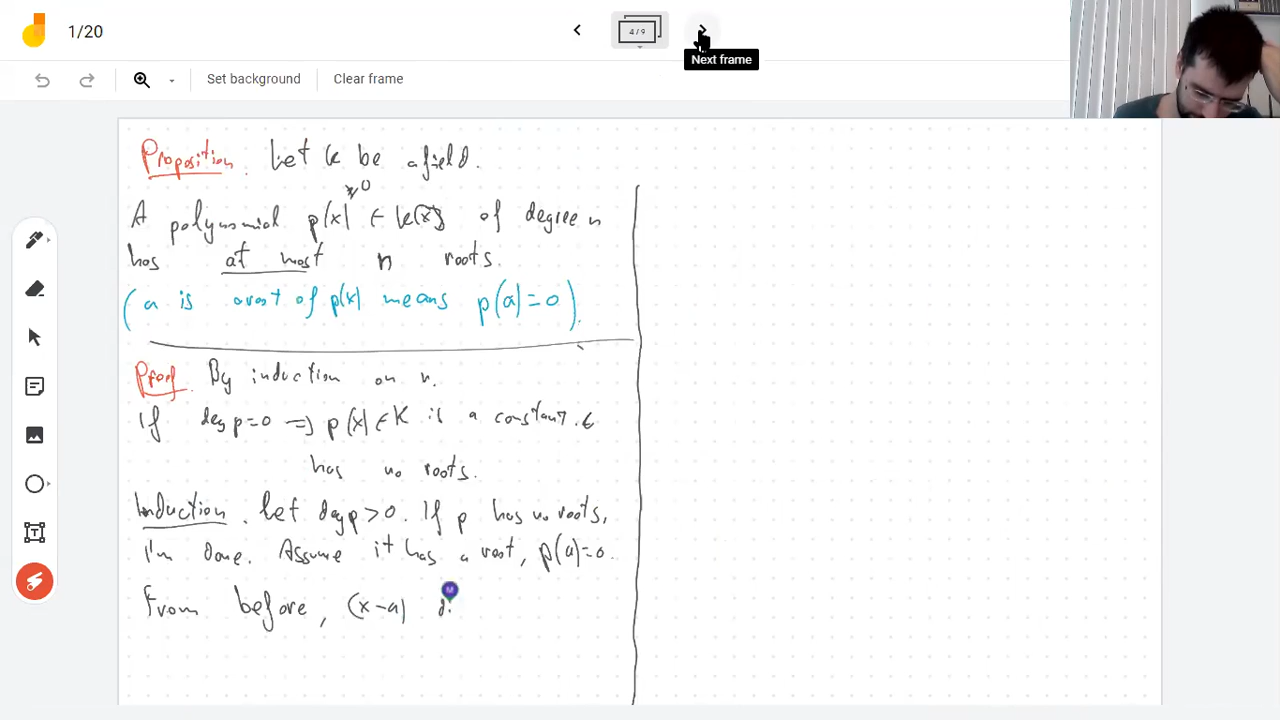 1/20
4/9
Next frame
Set background
Clear frame
Proposition. Let K be a field.
≠0
A polynomial p(x) ∈ K[x] of degree n
has at most n roots.
(a is a root of p(x) means p(a)=0).
Proof. By induction on n.
If deg p=0 => p(x) ∈ K is a constant. &
has no roots.
Induction. Let deg p >0. If p has no roots,
I'm done. Assume it has a root, p(a)=0.
From before, (x-a) di
M